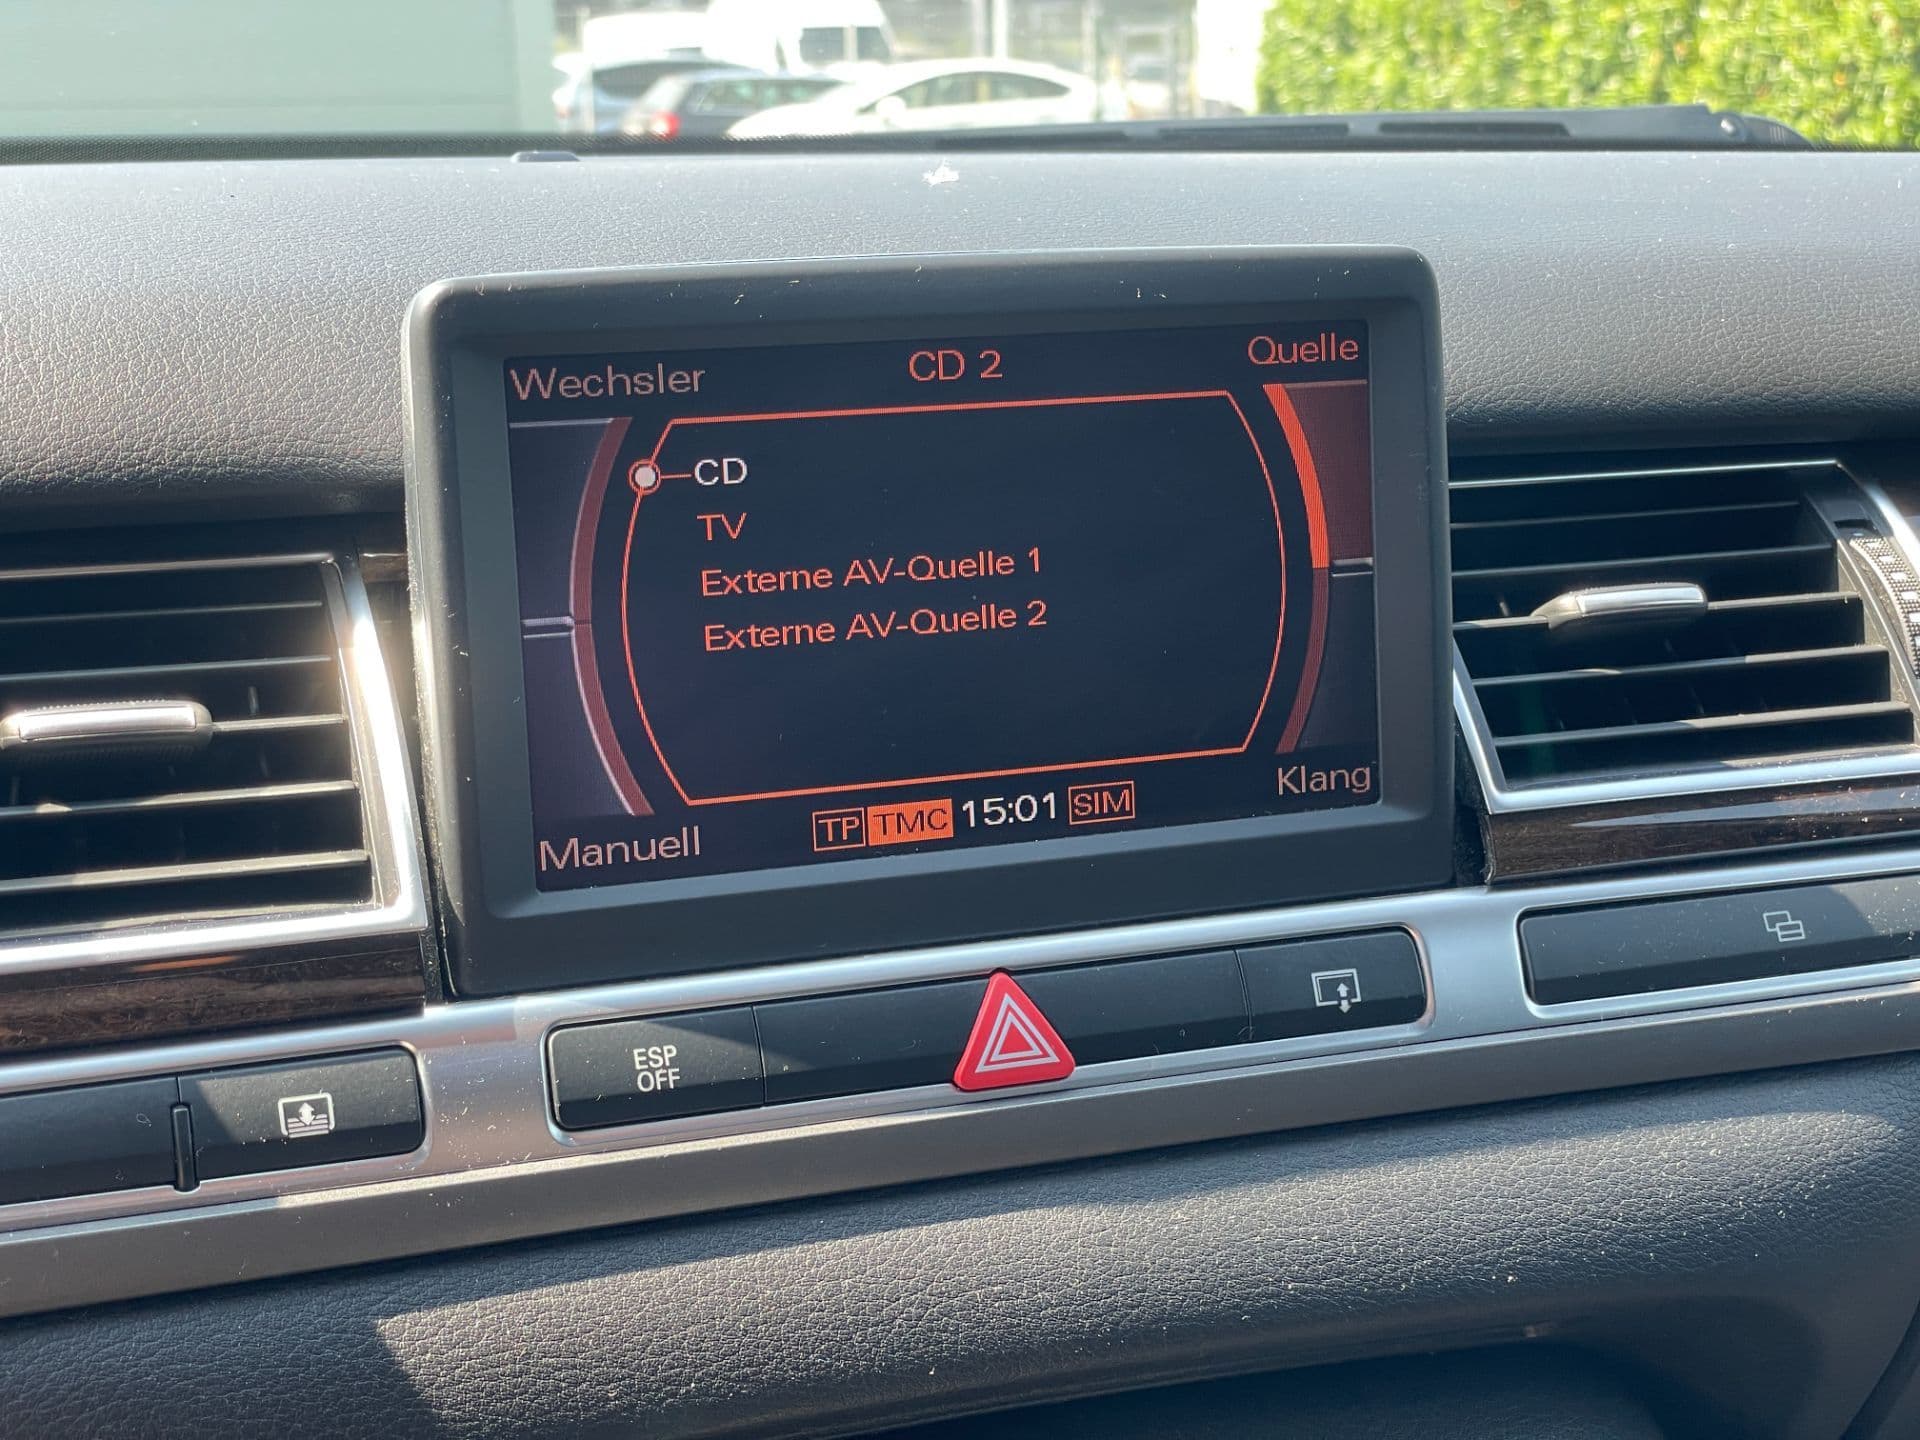 Wechsler CD 2 Quelle
CD
TV
Externe AV-Quelle 1
Externe AV-Quelle 2
Klang
Manuell TP TMC 15:01 SIM
ESP
OFF